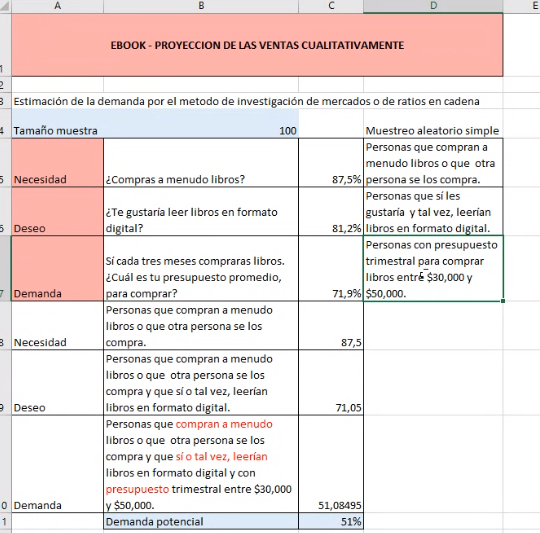 A B C D E
1 EBOOK - PROYECCION DE LAS VENTAS CUALITATIVAMENTE
2
3 Estimación de la demanda por el metodo de investigación de mercados o de ratios en cadena
4 Tamaño muestra 100 Muestreo aleatorio simple
Personas que compran a
menudo libros o que otra
5 Necesidad ¿Compras a menudo libros? 87,5% persona se los compra.
Personas que sí les
¿Te gustaría leer libros en formato gustaría y tal vez, leerían
6 Deseo digital? 81,2% libros en formato digital.
Personas con presupuesto
Sí cada tres meses compraras libros. trimestral para comprar
¿Cuál es tu presupuesto promedio, libros entre $30,000 y
7 Demanda para comprar? 71,9% $50,000.
Personas que compran a menudo
libros o que otra persona se los
8 Necesidad compra. 87,5
Personas que compran a menudo
libros o que otra persona se los
compra y que sí o tal vez, leerían
9 Deseo libros en formato digital. 71,05
Personas que compran a menudo
libros o que otra persona se los
compra y que sí o tal vez, leerían
libros en formato digital y con
presupuesto trimestral entre $30,000
0 Demanda y $50,000. 51,08495
1 Demanda potencial 51%